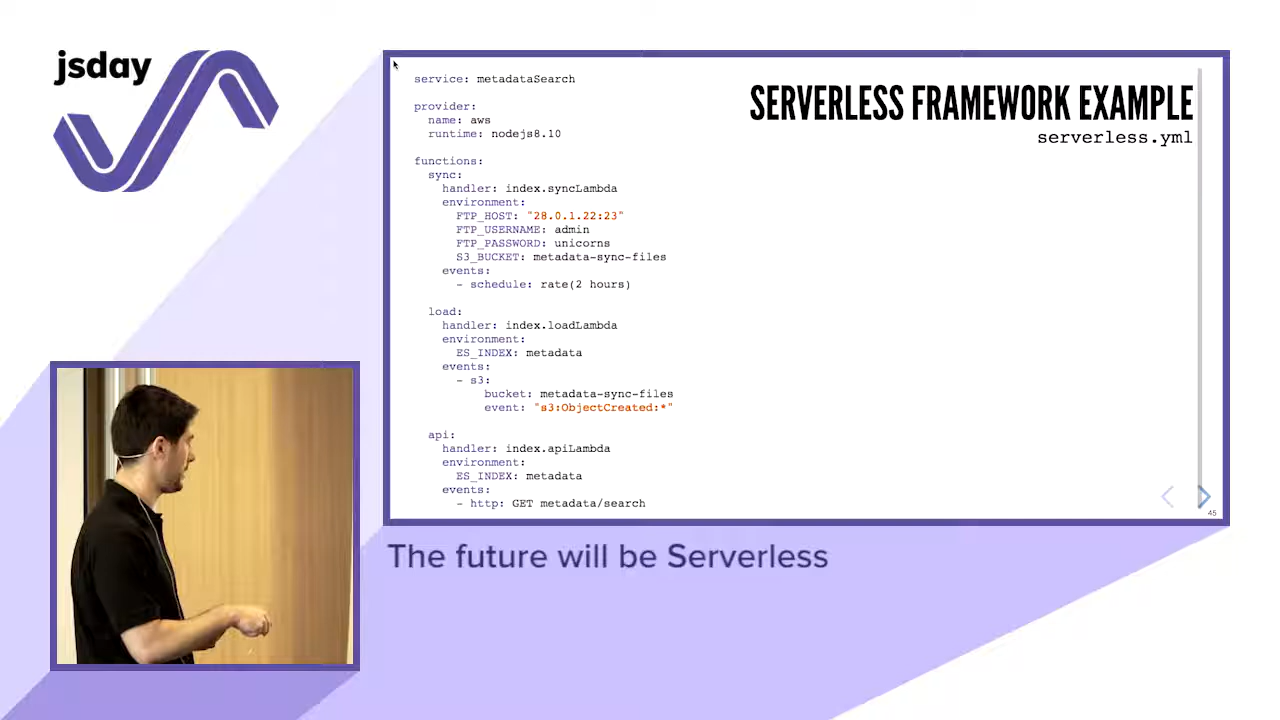 jsday
SERVERLESS FRAMEWORK EXAMPLE
serverless.yml
service: metadataSearch
provider:
name: aws
runtime: nodejs8.10
functions:
sync:
handler: index.syncLambda
environment:
FTP_HOST: "28.0.1.22:23"
FTP_USERNAME: admin
FTP_PASSWORD: unicorns
S3_BUCKET: metadata-sync-files
events:
- schedule: rate(2 hours)
load:
handler: index.loadLambda
environment:
ES_INDEX: metadata
events:
- s3:
bucket: metadata-sync-files
event: "s3:ObjectCreated:*"
api:
handler: index.apiLambda
environment:
ES_INDEX: metadata
events:
- http: GET metadata/search
45
The future will be Serverless